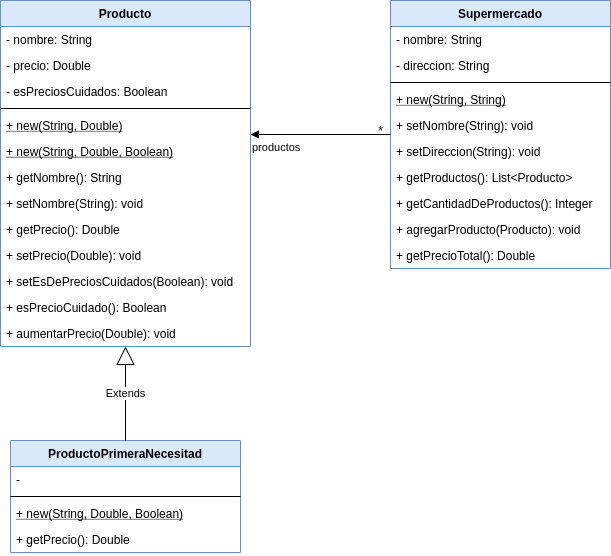 Producto
- nombre: String
- precio: Double
- esPreciosCuidados: Boolean
+ new(String, Double)
+ new(String, Double, Boolean)
+ getNombre(): String
+ setNombre(String): void
+ getPrecio(): Double
+ setPrecio(Double): void
+ setEsDePreciosCuidados(Boolean): void
+ esPrecioCuidado(): Boolean
+ aumentarPrecio(Double): void
*
productos
Supermercado
- nombre: String
- direccion: String
+ new(String, String)
+ setNombre(String): void
+ setDireccion(String): void
+ getProductos(): List<Producto>
+ getCantidadDeProductos(): Integer
+ agregarProducto(Producto): void
+ getPrecioTotal(): Double
Extends
ProductoPrimeraNecesitad
-
+ new(String, Double, Boolean)
+ getPrecio(): Double